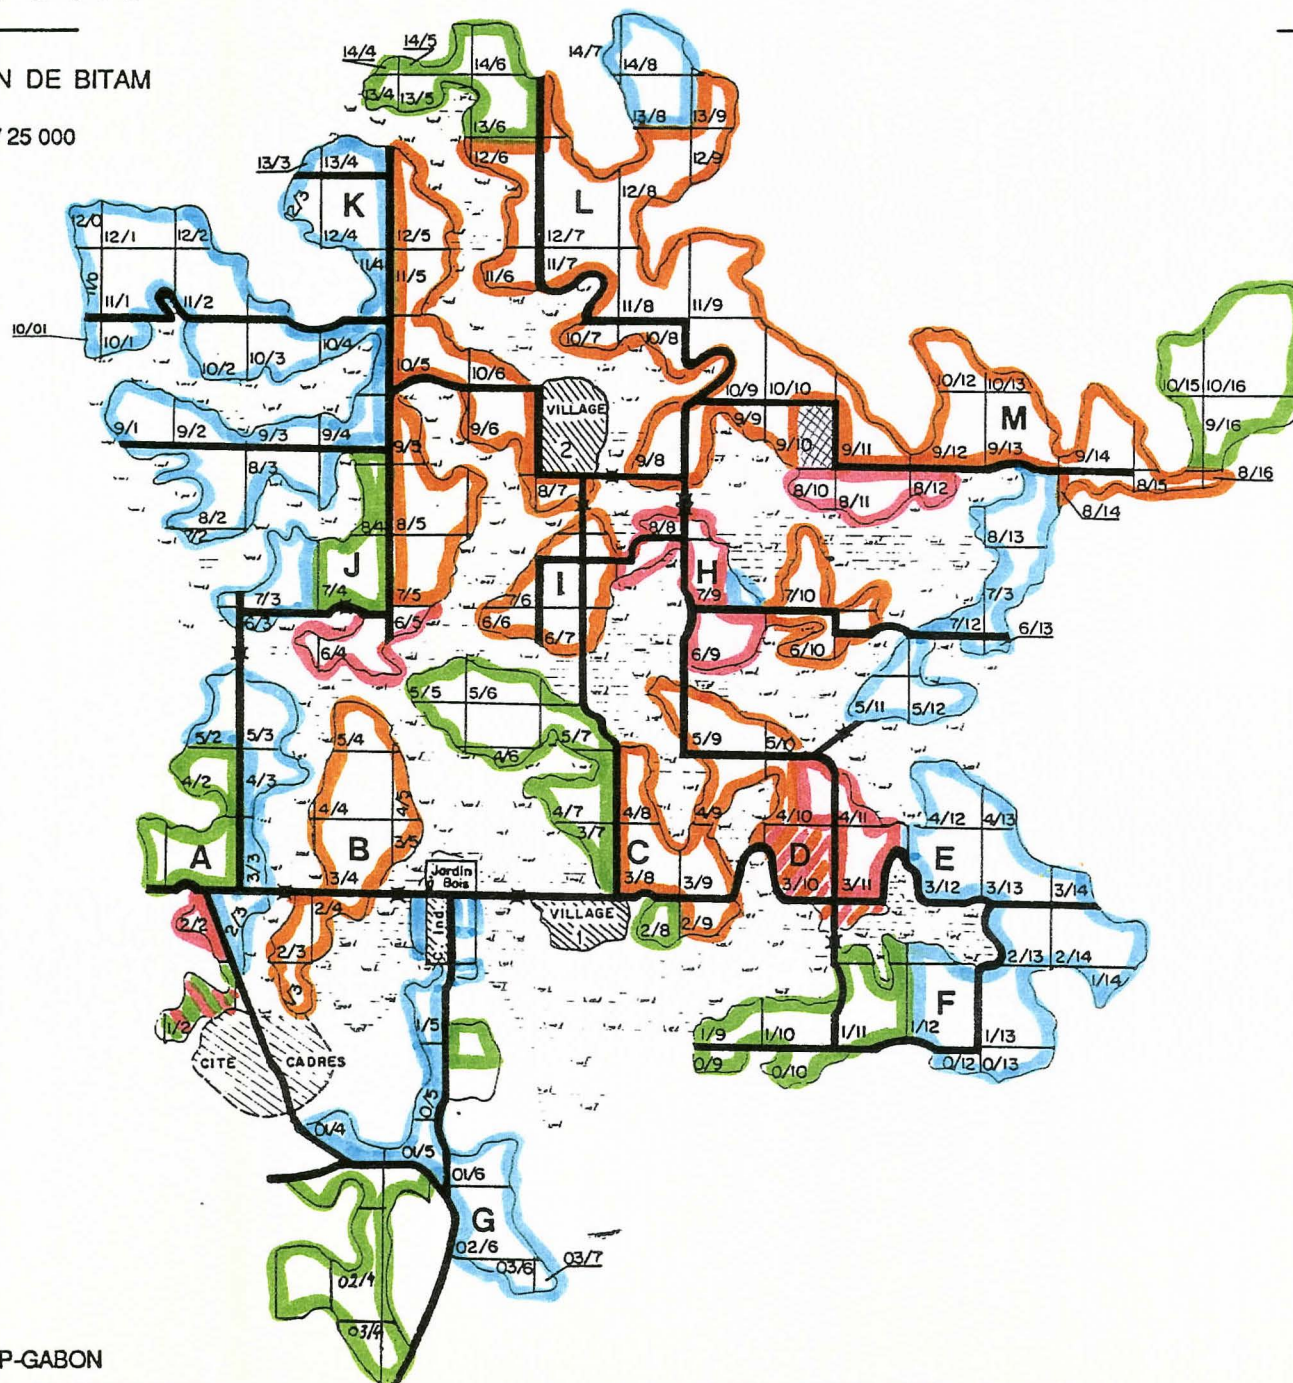 N DE BITAM
/ 25 000
14/4 14/5 14/6 14/7 14/8
13/4 13/5 13/6 13/8 13/9
13/3 13/4 12/6 12/9
12/3 K L 12/8
12/0 12/1 12/2 12/4 12/5 12/7
11/0 11/1 11/2 11/4 11/5 11/6 11/7 11/8 11/9
10/01 10/1 10/2 10/3 10/4 10/5 10/6 10/7 10/8 10/9 10/10 10/12 10/13 10/15 10/16
M
VILLAGE
2
9/1 9/2 9/3 9/4 9/5 9/6 9/8 9/9 9/10 9/11 9/12 9/13 9/14 9/16
8/2 8/3 8/4 8/5 8/7 8/8 8/10 8/11 8/12 8/13 8/14 8/15 8/16
J I H
7/2 7/3 7/4 7/5 7/6 7/9 7/10 7/12 7/3
6/3 6/4 6/5 6/6 6/7 6/9 6/10 6/13
5/2 5/3 5/4 5/5 5/6 5/7 5/9 5/1 5/11 5/12
4/2 4/3 4/4 4/5 4/6 4/7 4/8 4/9 4/10 4/11 4/12 4/13
A B C D E
3/3 3/4 3/5 3/7 3/8 3/9 3/10 3/11 3/12 3/13 3/14
Jardin
Bois
C. Ind.
VILLAGE
1
2/2 2/3 2/4 2/3 2/8 2/9 2/13 2/14
F
1/2 1/3 1/5 1/9 1/10 1/11 1/12 1/13 1/14
CITE CADRES
0/5 0/9 0/10 0/12 0/13
01/4 01/5 01/6
G
02/4 02/6
03/4 03/6 03/7
P-GABON